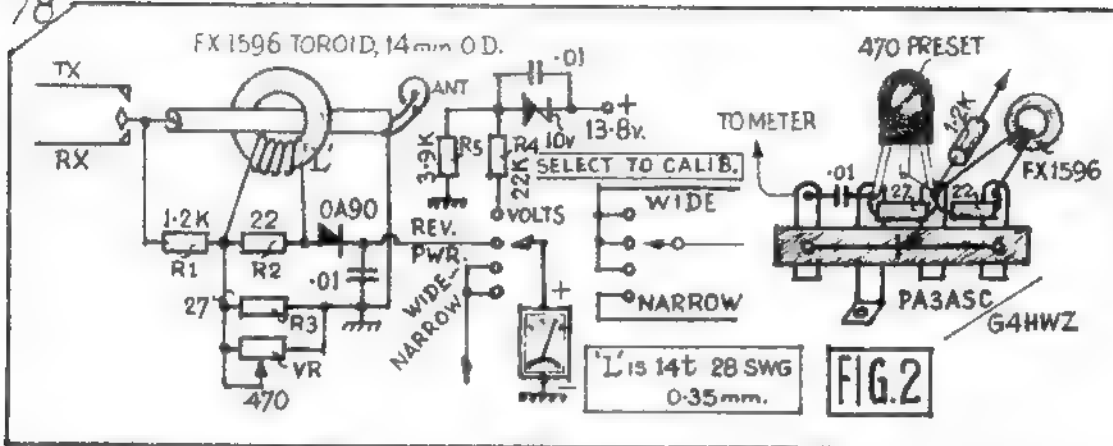 78
FX 1596 TOROID, 14mm O.D.
TX
RX
ANT
'L'
1.2K
R1
22
R2
OA90
.01
27
R3
VR
470
.01
3.9K
R5
R4
22K
10v
+
13.8v.
SELECT TO CALIB.
VOLTS
REV.
PWR.
WIDE-
NARROW
+
-
WIDE
NARROW
'L' IS 14t 28 SWG
0.35mm.
470 PRESET
TO METER
.01
27
22
1.2k
FX1596
PA3ASC
G4HWZ
FIG.2